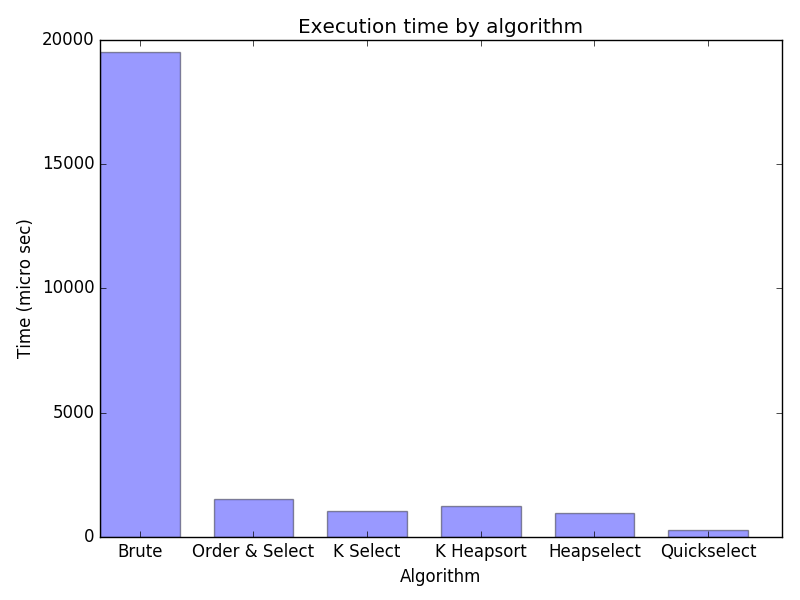 Execution time by algorithm
20000
15000
10000
5000
0
Time (micro sec)
Brute Order & Select K Select K Heapsort Heapselect Quickselect
Algorithm